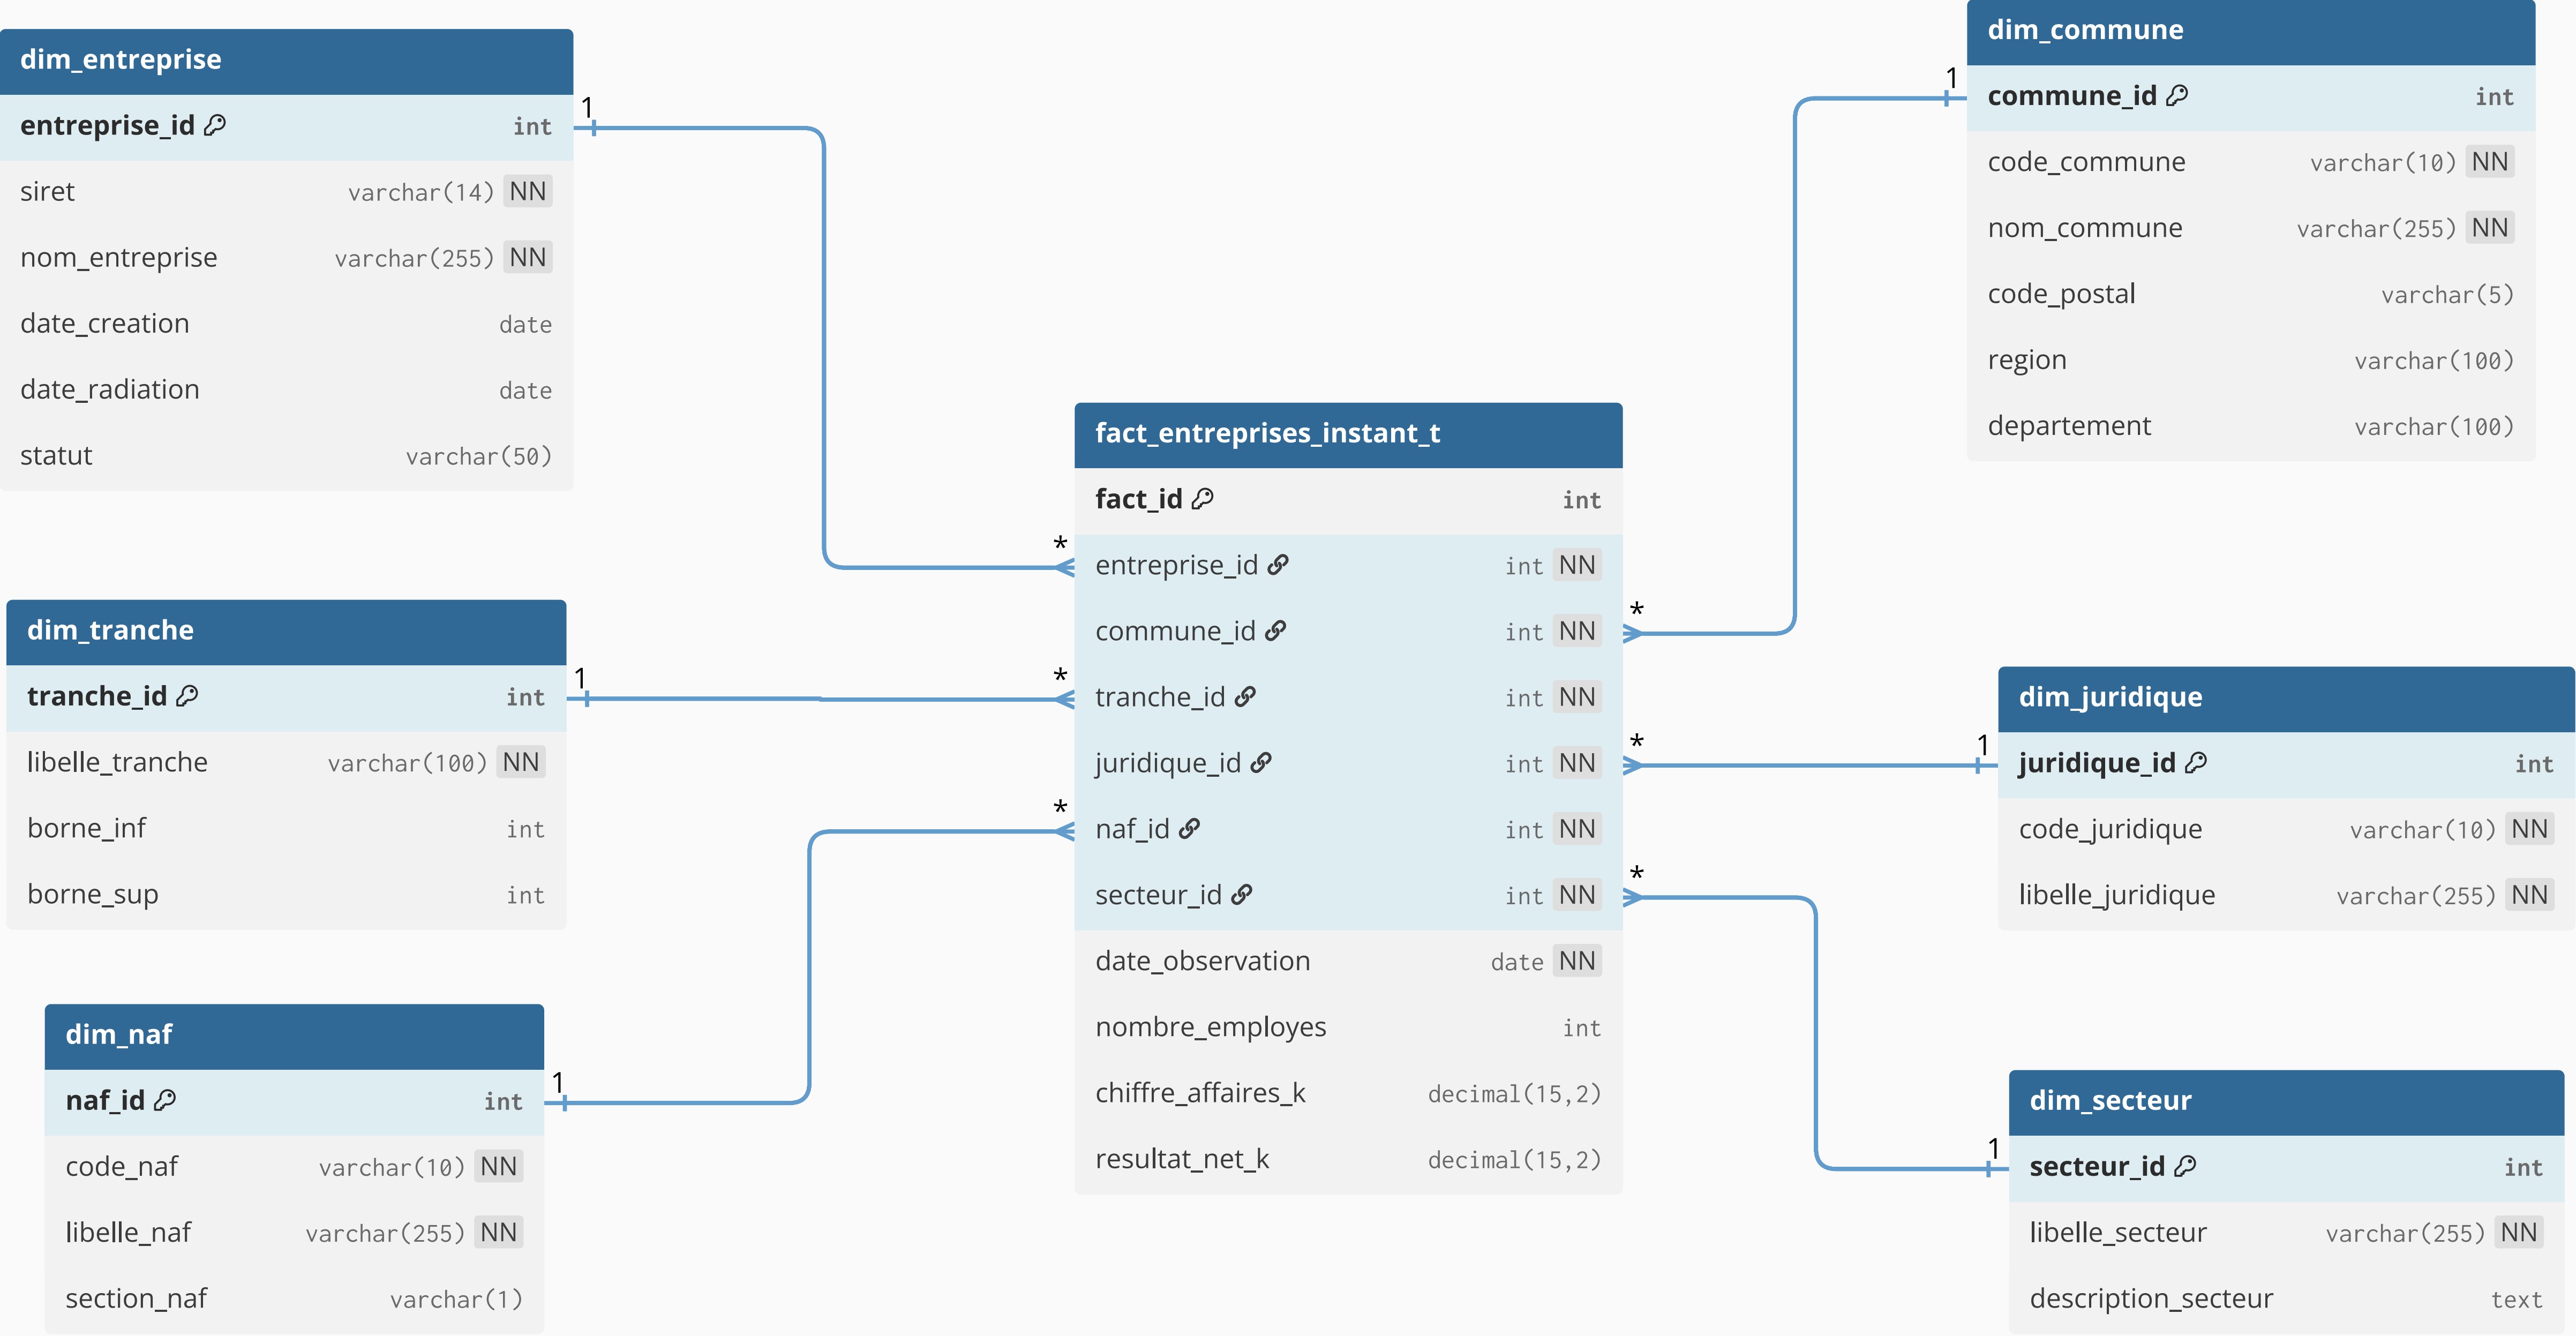 dim_entreprise
entreprise_id int
siret varchar(14) NN
nom_entreprise varchar(255) NN
date_creation date
date_radiation date
statut varchar(50)
1
*
dim_commune
commune_id int
code_commune varchar(10) NN
nom_commune varchar(255) NN
code_postal varchar(5)
region varchar(100)
departement varchar(100)
1
*
dim_tranche
tranche_id int
libelle_tranche varchar(100) NN
borne_inf int
borne_sup int
1
*
fact_entreprises_instant_t
fact_id int
entreprise_id int NN
commune_id int NN
tranche_id int NN
juridique_id int NN
naf_id int NN
secteur_id int NN
date_observation date NN
nombre_employes int
chiffre_affaires_k decimal(15,2)
resultat_net_k decimal(15,2)
*
1
dim_juridique
juridique_id int
code_juridique varchar(10) NN
libelle_juridique varchar(255) NN
dim_naf
naf_id int
code_naf varchar(10) NN
libelle_naf varchar(255) NN
section_naf varchar(1)
1
*
*
1
dim_secteur
secteur_id int
libelle_secteur varchar(255) NN
description_secteur text